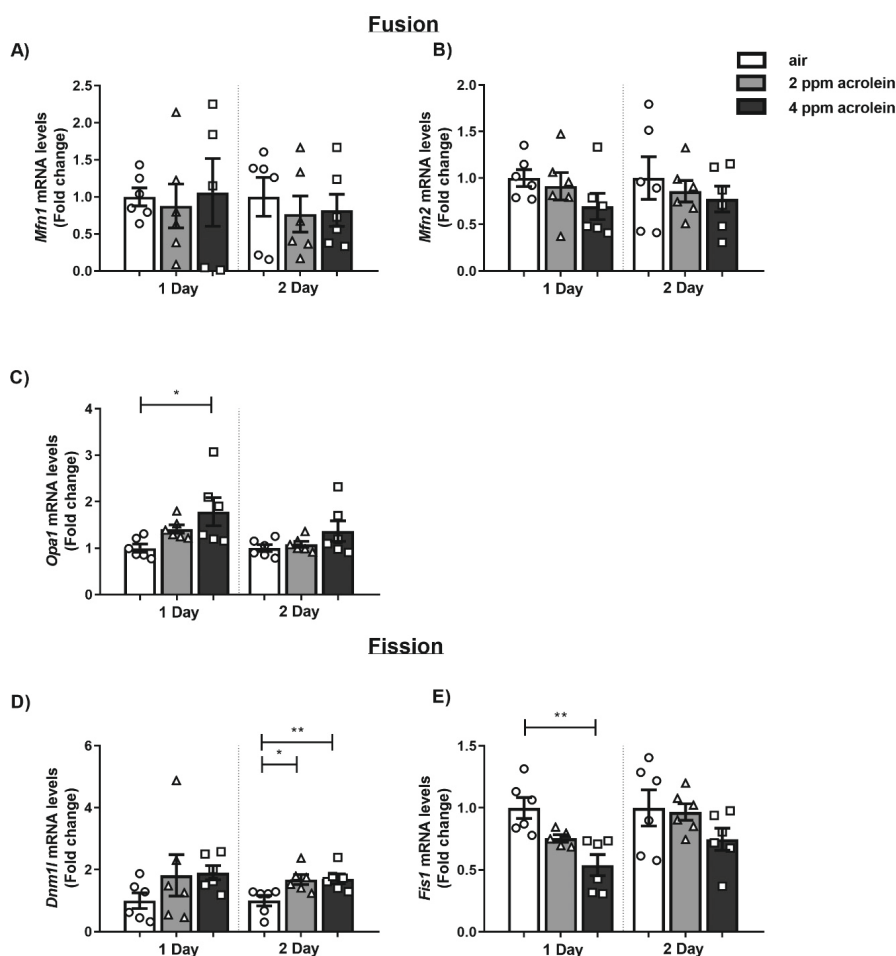 Fusion
A)
Mfn1 mRNA levels
(Fold change)
2.5
2.0
1.5
1.0
0.5
0.0
1 Day
2 Day
B)
Mfn2 mRNA levels
(Fold change)
2.0
1.5
1.0
0.5
0.0
1 Day
2 Day
air
2 ppm acrolein
4 ppm acrolein
C)
Opa1 mRNA levels
(Fold change)
4
3
2
1
0
*
1 Day
2 Day
Fission
D)
Dnm1l mRNA levels
(Fold change)
6
4
2
0
**
*
1 Day
2 Day
E)
Fis1 mRNA levels
(Fold change)
1.5
1.0
0.5
0.0
**
1 Day
2 Day